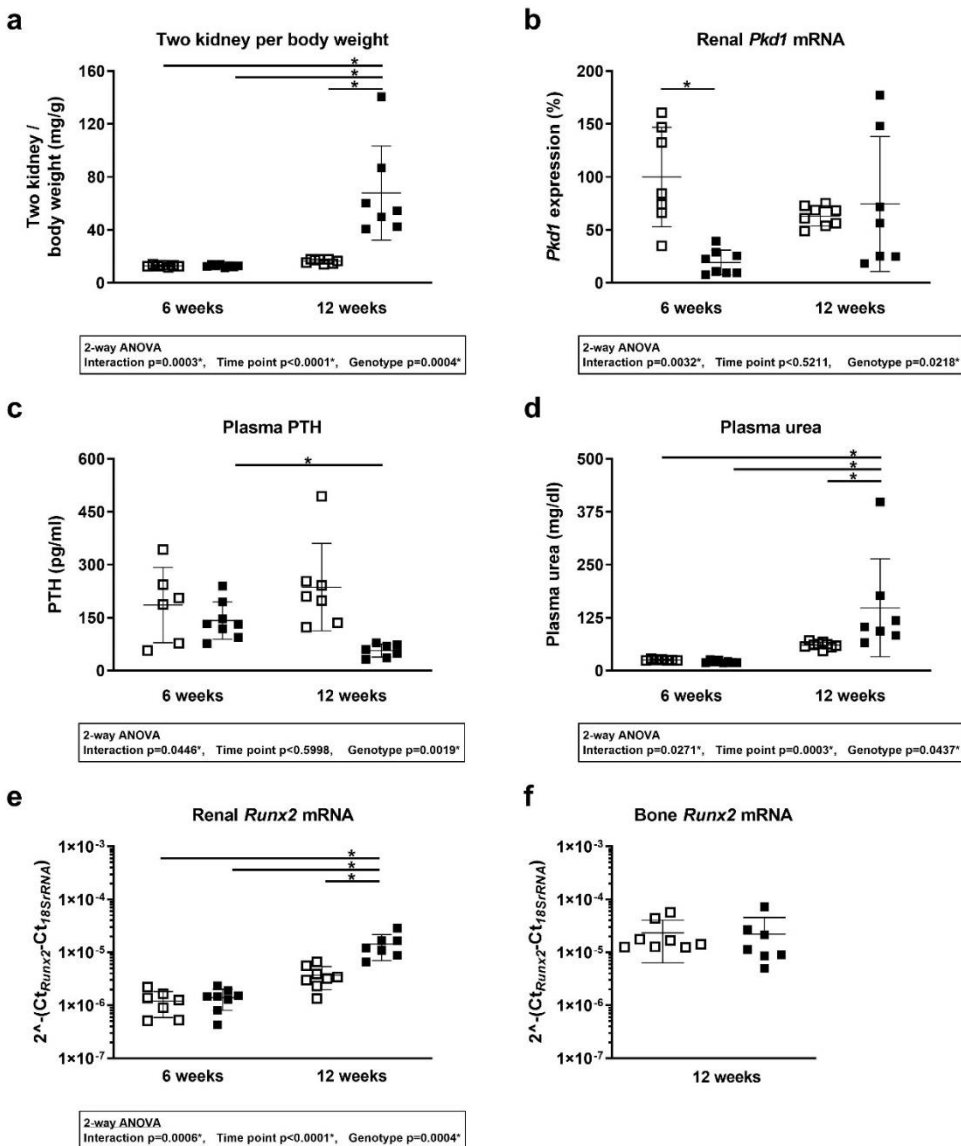 a
Two kidney per body weight
Two kidney /
body weight (mg/g)
160
120
80
40
0
*
*
*
6 weeks
12 weeks
2-way ANOVA
Interaction p=0.0003*, Time point p<0.0001*, Genotype p=0.0004*
b
Renal Pkd1 mRNA
Pkd1 expression (%)
200
150
100
50
0
*
6 weeks
12 weeks
2-way ANOVA
Interaction p=0.0032*, Time point p<0.5211, Genotype p=0.0218*
c
Plasma PTH
PTH (pg/ml)
600
450
300
150
0
*
6 weeks
12 weeks
2-way ANOVA
Interaction p=0.0446*, Time point p<0.5998, Genotype p=0.0019*
d
Plasma urea
Plasma urea (mg/dl)
500
375
250
125
0
*
*
*
6 weeks
12 weeks
2-way ANOVA
Interaction p=0.0271*, Time point p=0.0003*, Genotype p=0.0437*
e
Renal Runx2 mRNA
2^-(CtRunx2-Ct18SrRNA)
1×10-3
1×10-4
1×10-5
1×10-6
1×10-7
*
*
*
6 weeks
12 weeks
2-way ANOVA
Interaction p=0.0006*, Time point p<0.0001*, Genotype p=0.0004*
f
Bone Runx2 mRNA
2^-(CtRunx2-Ct18SrRNA)
1×10-3
1×10-4
1×10-5
1×10-6
1×10-7
12 weeks